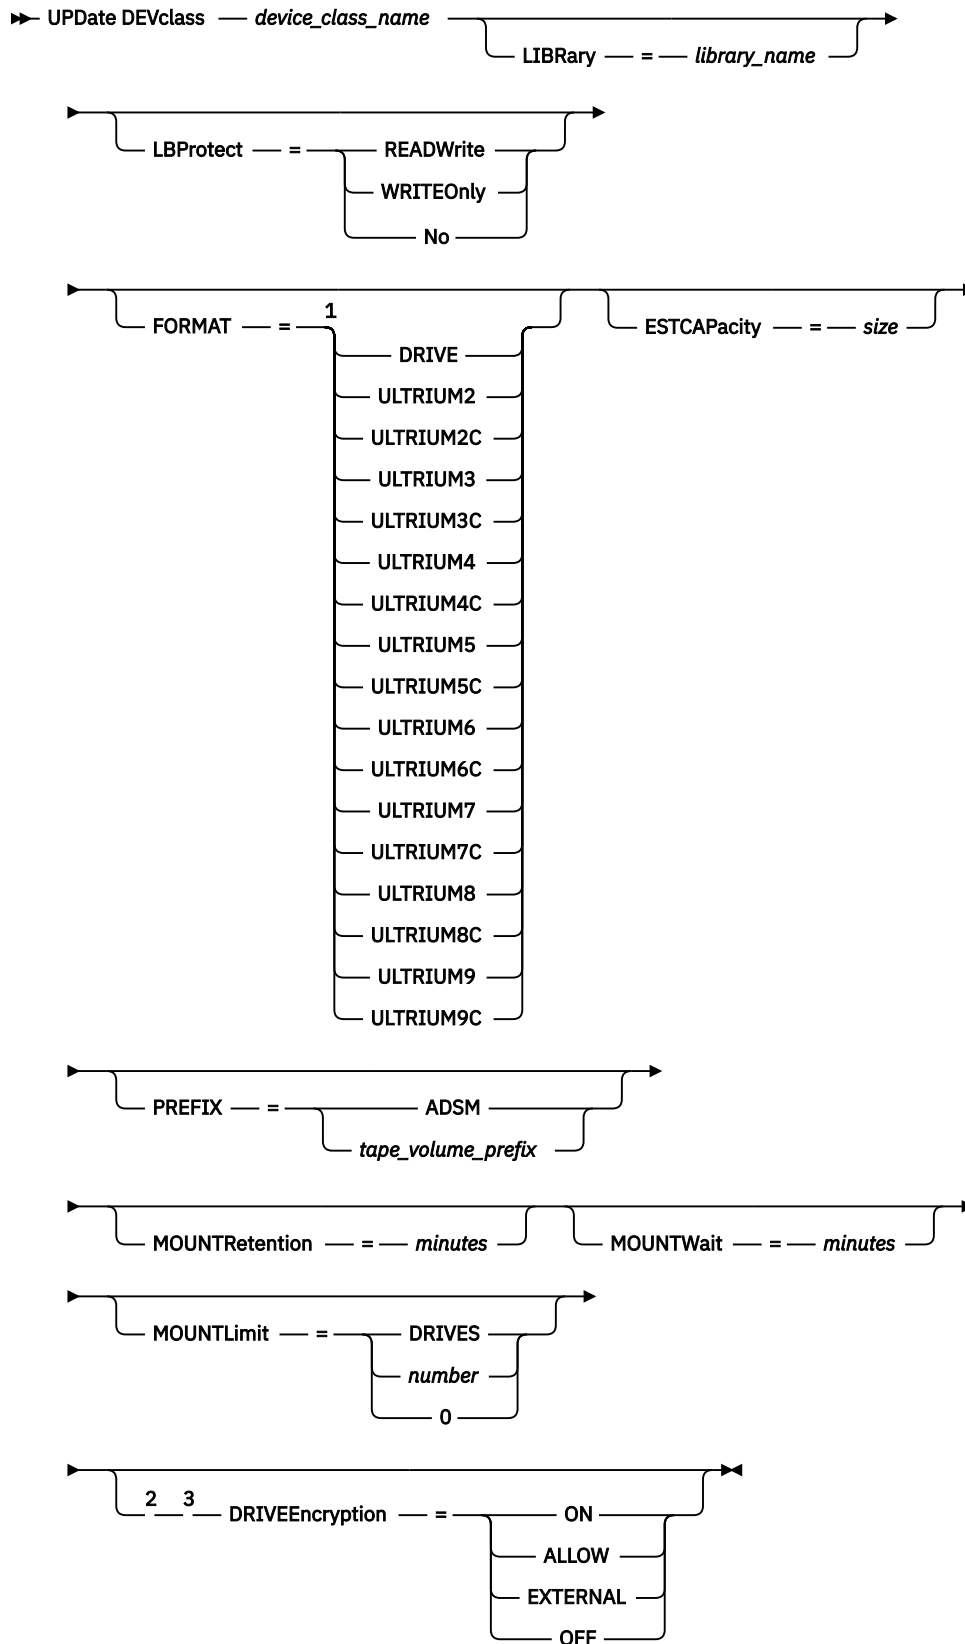 UPDate DEVclass device_class_name
LIBRary = library_name
LBProtect = READWrite
WRITEOnly
No
FORMAT = 1
DRIVE
ESTCAPacity = size
ULTRIUM2
ULTRIUM2C
ULTRIUM3
ULTRIUM3C
ULTRIUM4
ULTRIUM4C
ULTRIUM5
ULTRIUM5C
ULTRIUM6
ULTRIUM6C
ULTRIUM7
ULTRIUM7C
ULTRIUM8
ULTRIUM8C
ULTRIUM9
ULTRIUM9C
PREFIX = ADSM
tape_volume_prefix
MOUNTRetention = minutes
MOUNTWait = minutes
MOUNTLimit = DRIVES
number
0
2 3 DRIVEEncryption = ON
ALLOW
EXTERNAL
OFF